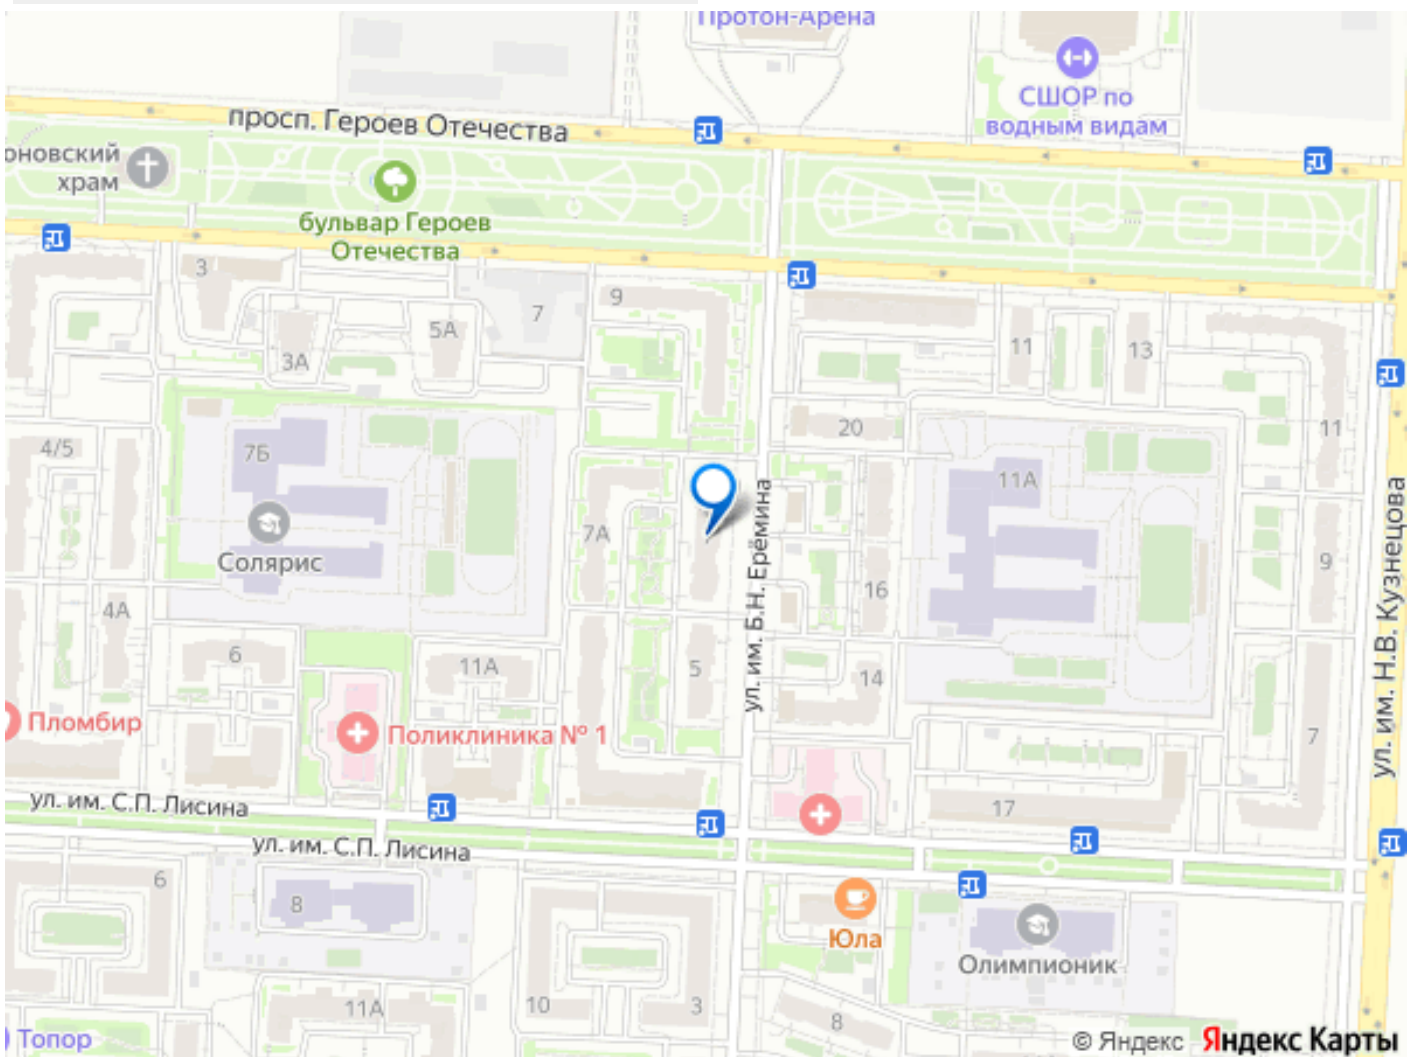 Протон-Арена
СШОР по
водным видам
просп. Героев Отечества
оновский
храм
бульвар Героев
Отечества
3
9
7
5А
3А
11
13
4/5
7Б
20
11
11А
Солярис
7А
ул. им. Б.Н. Ерёмина
ул. им. Н.В. Кузнецова
9
16
4А
6
11А
5
14
Пломбир
Поликлиника № 1
7
ул. им. С.П. Лисина
17
ул. им. С.П. Лисина
6
8
Юла
Олимпионик
11А
10
3
8
Топор
© Яндекс Яндекс Карты